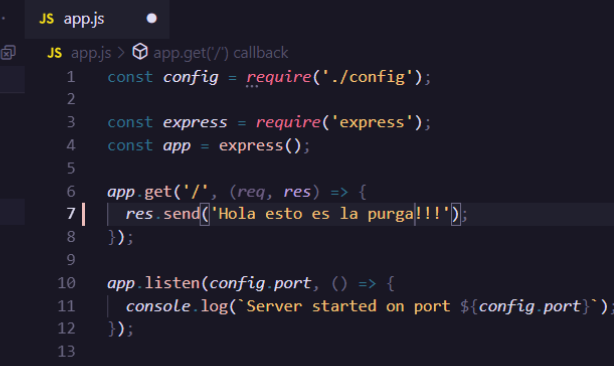 JS app.js
JS app.js > app.get('/') callback
1 const config = require('./config');
2
3 const express = require('express');
4 const app = express();
5
6 app.get('/', (req, res) => {
7 res.send('Hola esto es la purga!!!');
8 });
9
10 app.listen(config.port, () => {
11 console.log(`Server started on port ${config.port}`);
12 });
13